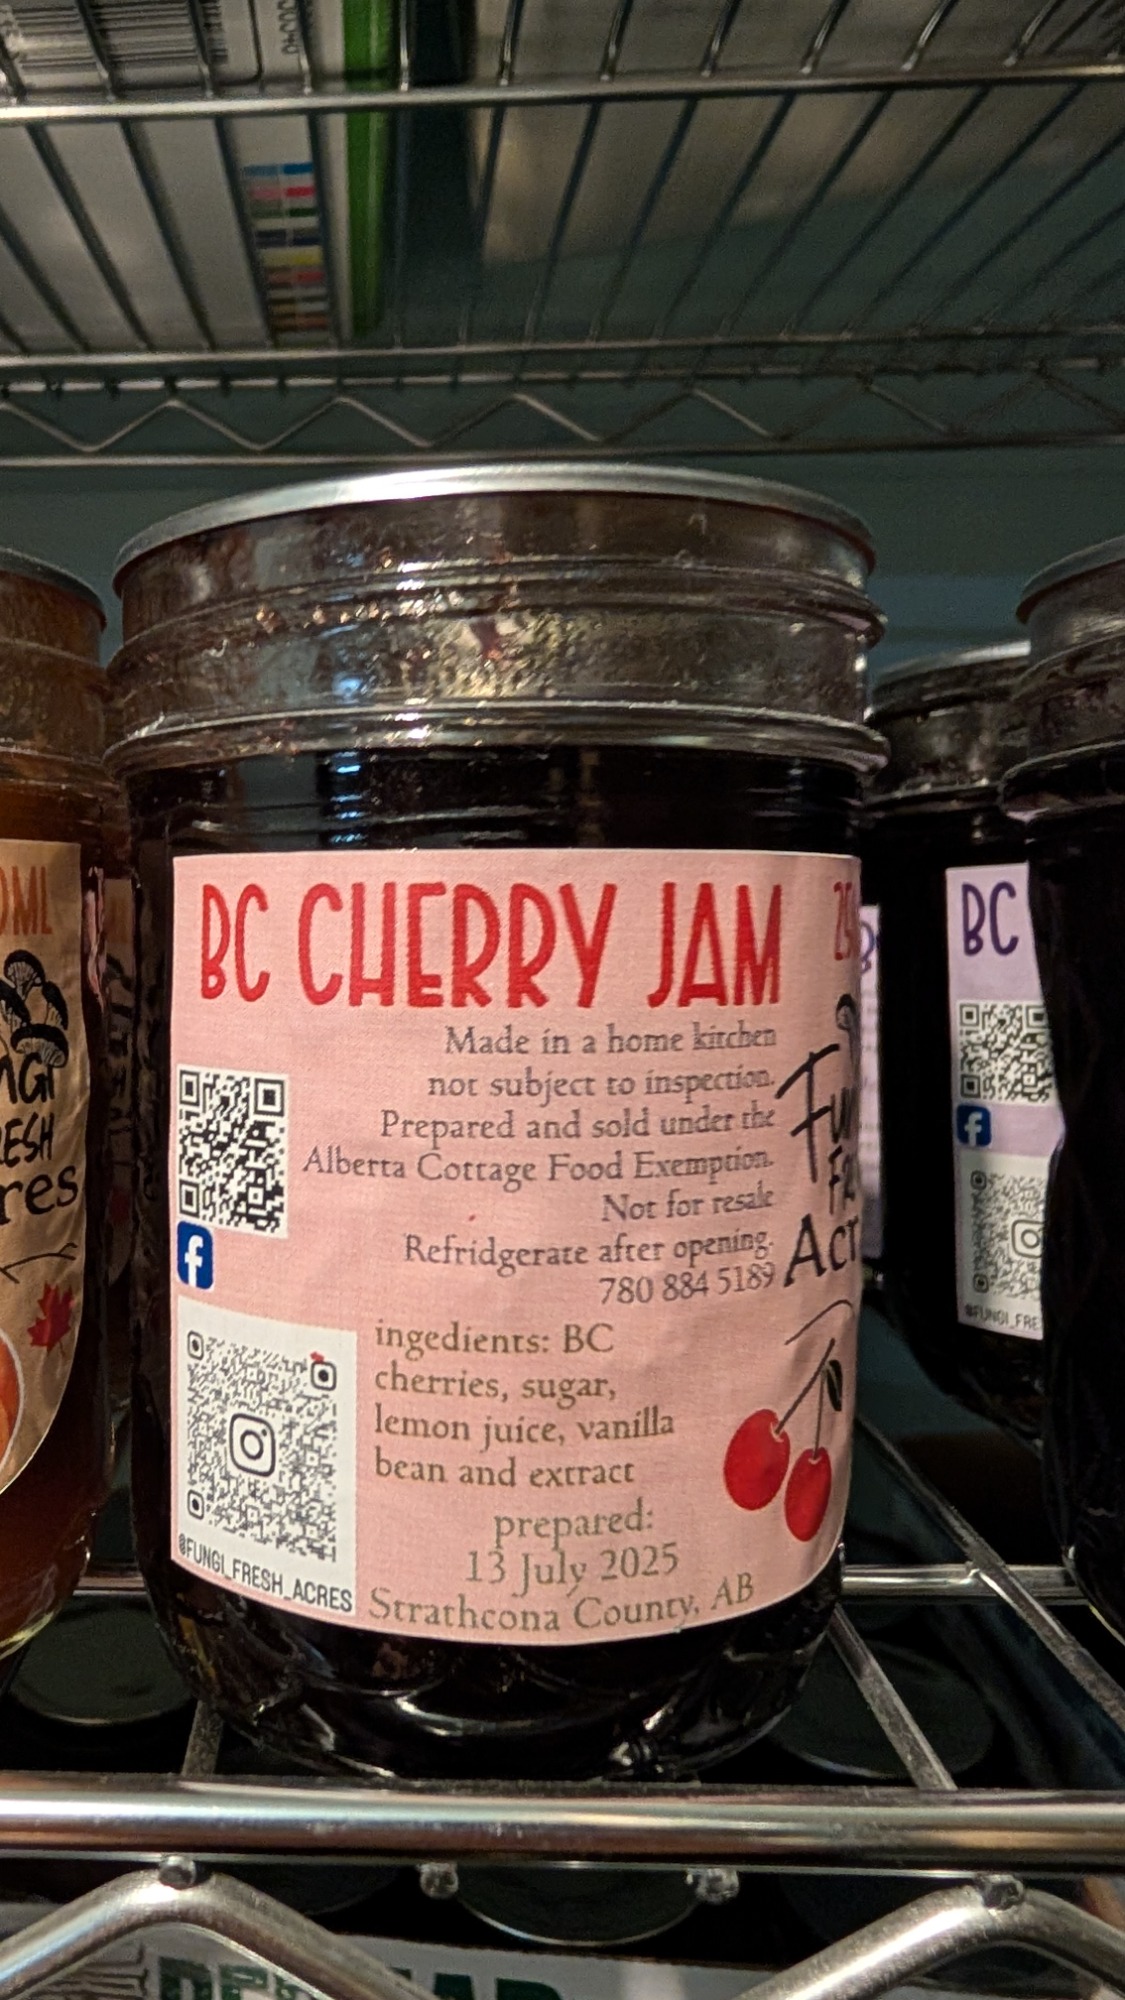 BC CHERRY JAM
Made in a home kitchen
not subject to inspection.
Prepared and sold under the
Alberta Cottage Food Exemption.
Not for resale
Refridgerate after opening.
780 884 5189
ingedients: BC
cherries, sugar,
lemon juice, vanilla
bean and extract
prepared:
13 July 2025
Strathcona County, AB
@FUNGI_FRESH_ACRES
BC